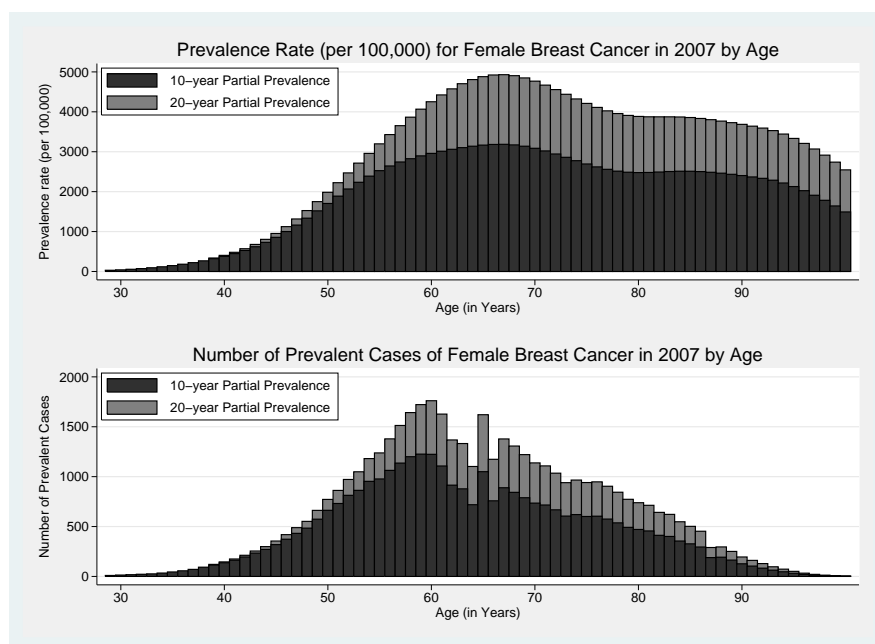 Prevalence Rate (per 100,000) for Female Breast Cancer in 2007 by Age
5000
4000
3000
2000
1000
0
Prevalence rate (per 100,000)
10−year Partial Prevalence
20−year Partial Prevalence
30 40 50 60 70 80 90
Age (in Years)
Number of Prevalent Cases of Female Breast Cancer in 2007 by Age
2000
1500
1000
500
0
Number of Prevalent Cases
10−year Partial Prevalence
20−year Partial Prevalence
30 40 50 60 70 80 90
Age (in Years)